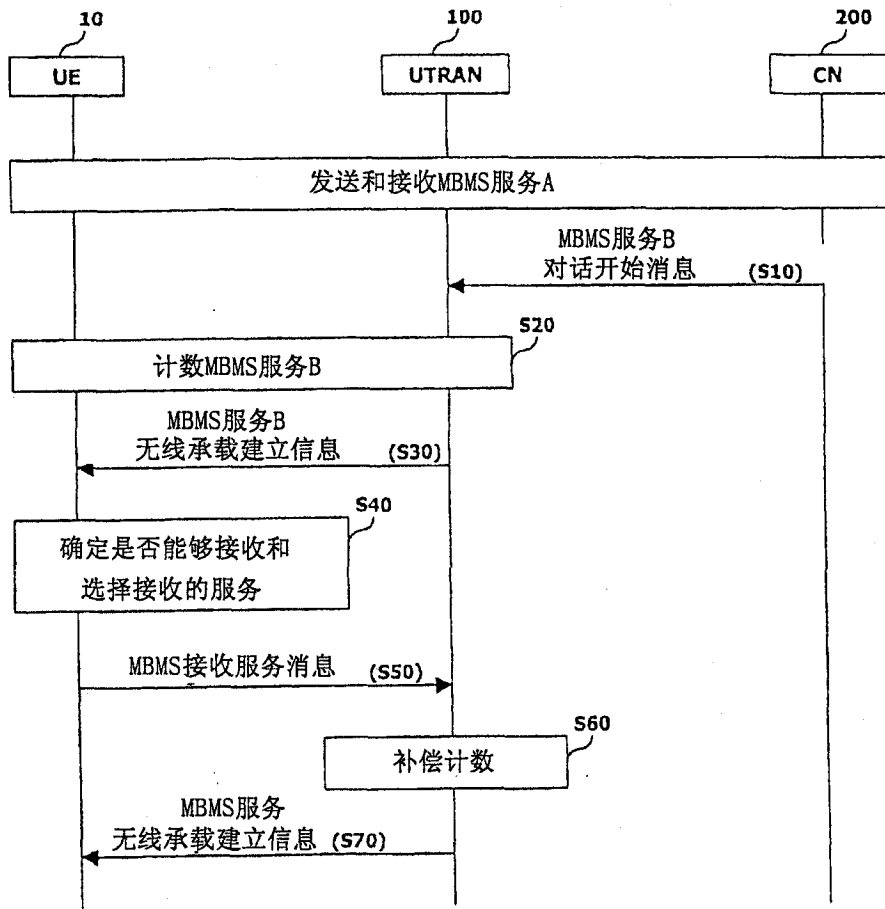 10
100
200
UE
UTRAN
CN
发送和接收MBMS服务A
MBMS服务B
对话开始消息 (S10)
S20
计数MBMS服务B
MBMS服务B
无线承载建立信息 (S30)
S40
确定是否能够接收和
选择接收的服务
MBMS接收服务消息 (S50)
S60
补偿计数
MBMS服务
无线承载建立信息 (S70)